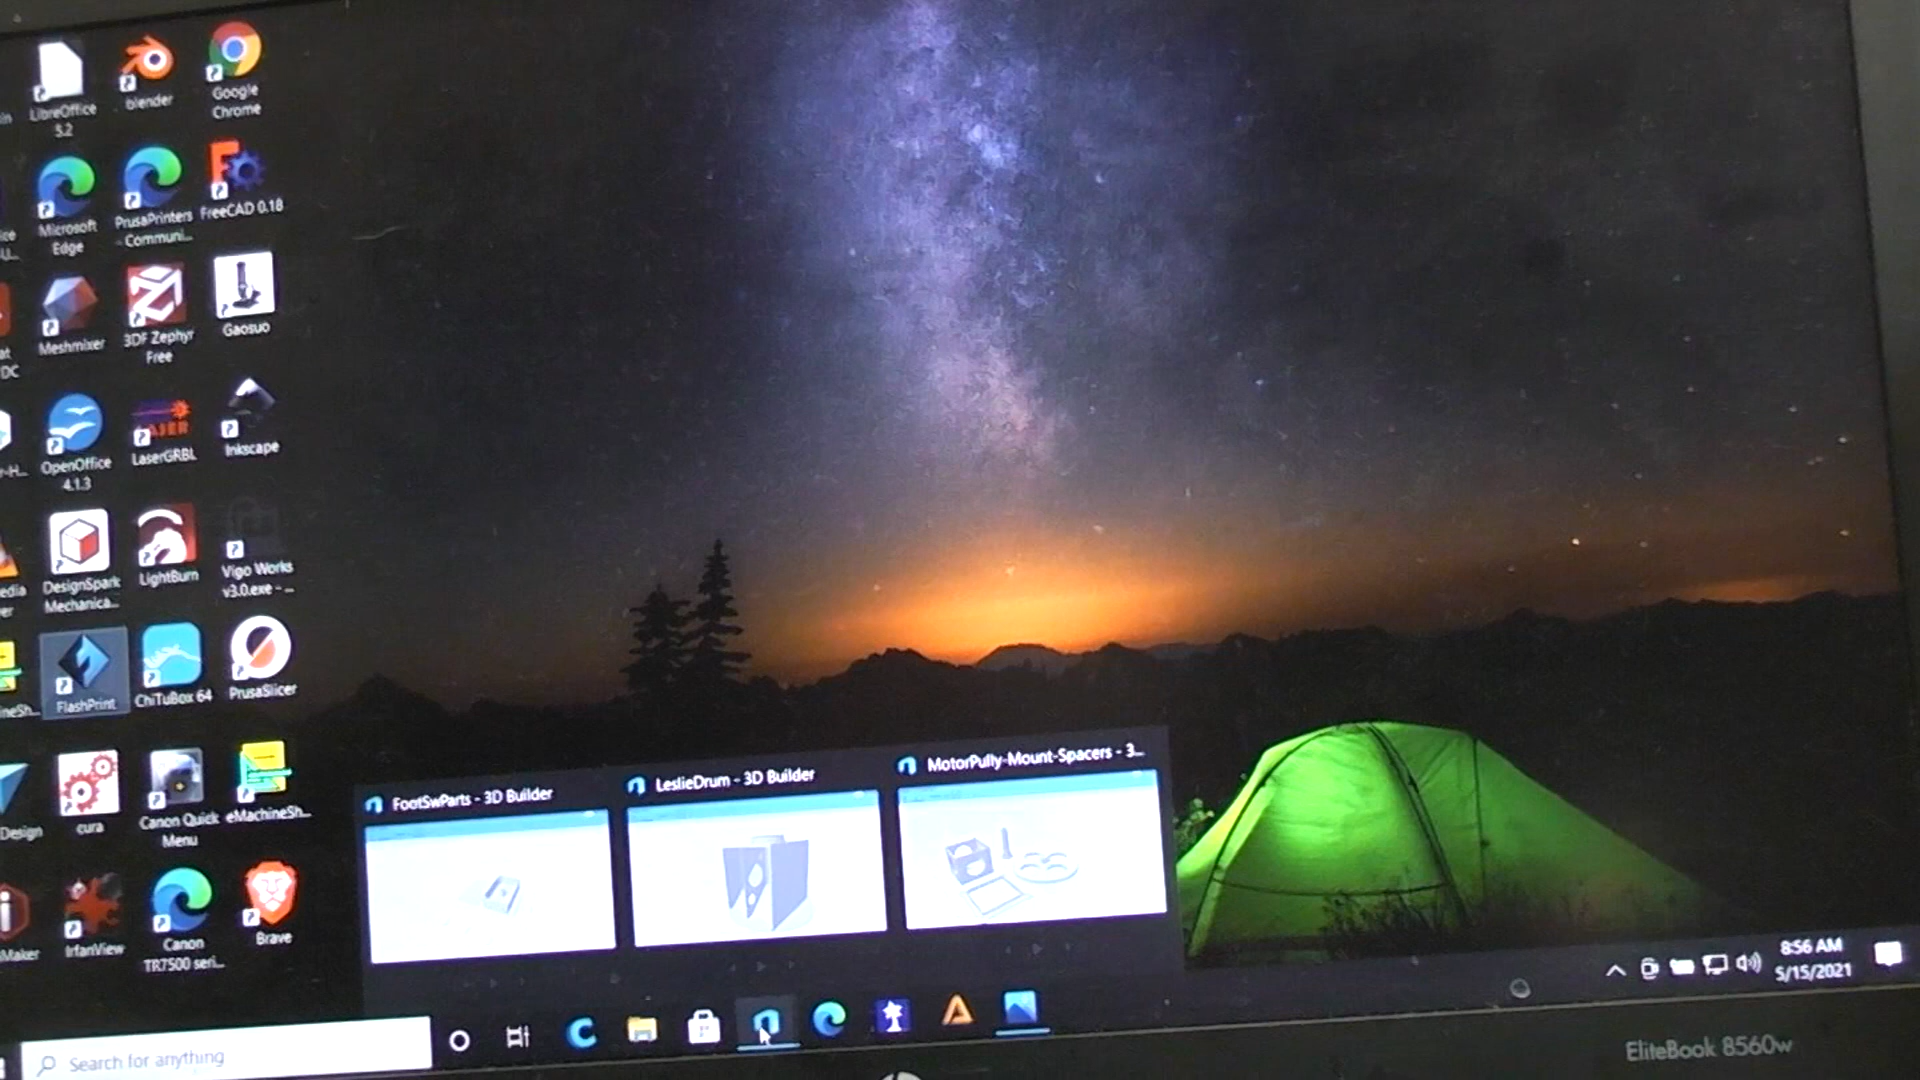 LibreOffice
5.2
blender
Google
Chrome
Microsoft
Edge
PrusaPrinters
- Communi...
FreeCAD 0.18
Meshmixer
3DF Zephyr
Free
Gaosuo
DC
OpenOffice
4.1.3
LaserGRBL
Inkscape
DesignSpark
Mechanica...
LightBurn
Vigo Works
v3.0.exe - ...
FlashPrint
ChiTuBox 64
PrusaSlicer
Design
cura
Canon Quick
Menu
eMachineSh...
Maker
IrfanView
Canon
TR7500 seri...
Brave
FootSwParts - 3D Builder
LeslieDrum - 3D Builder
MotorPully-Mount-Spacers - 3...
Search for anything
8:56 AM
5/15/2021
EliteBook 8560w